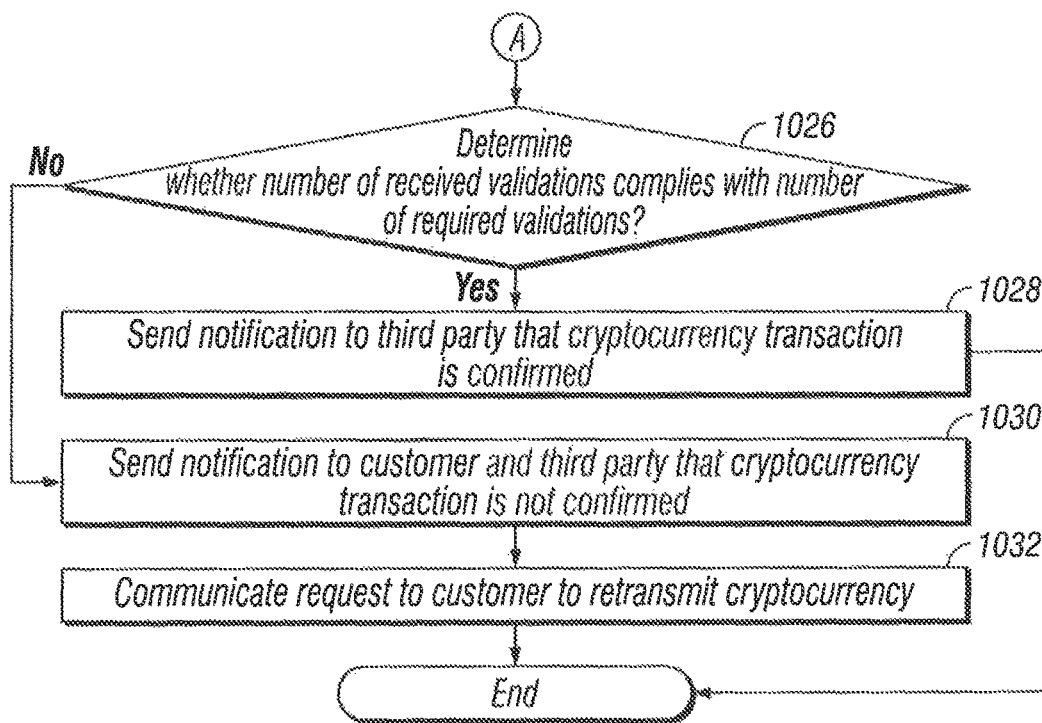 A
1026
Determine
No
whether number of received validations complies with number
of required validations?
Yes
1028
Send notification to third party that cryptocurrency transaction
is confirmed
1030
Send notification to customer and third party that cryptocurrency
transaction is not confirmed
1032
Communicate request to customer to retransmit cryptocurrency
End